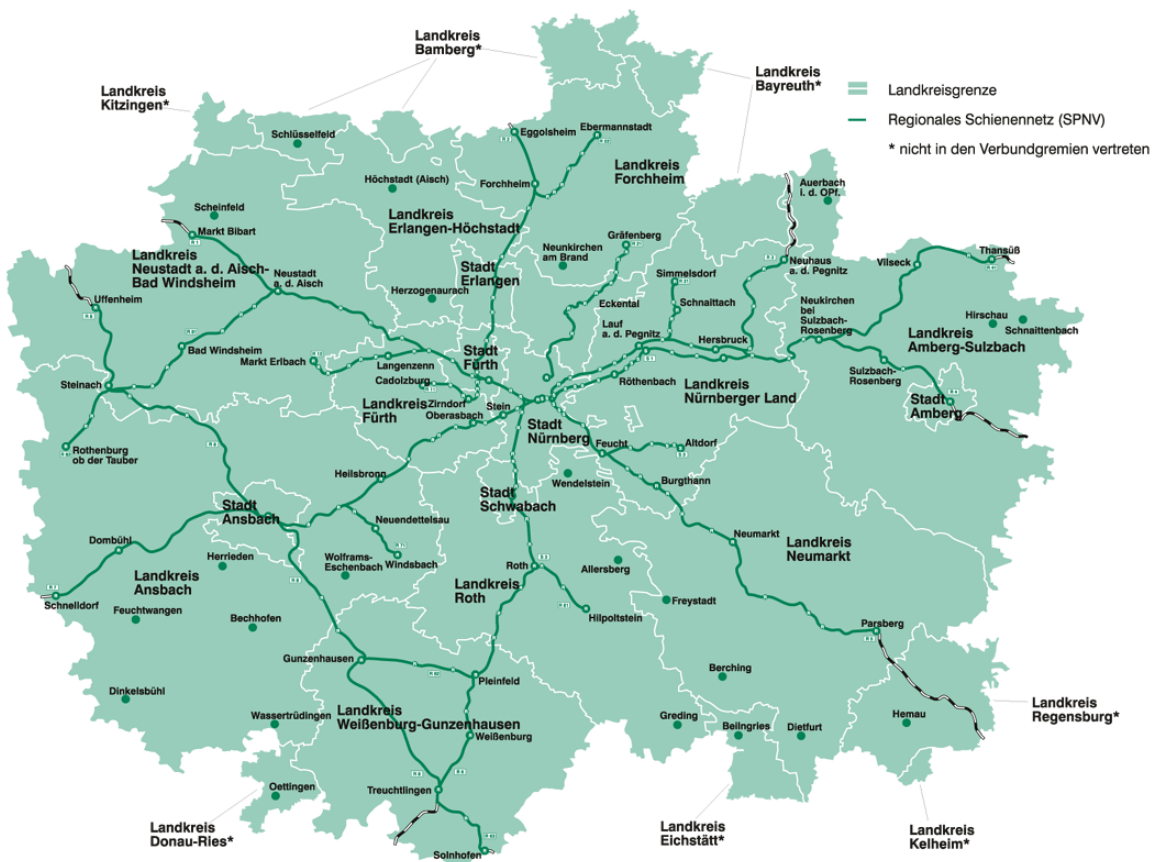 Landkreis
Bamberg*
Landkreis
Kitzingen*
Landkreis
Bayreuth*
Landkreisgrenze
Regionales Schienennetz (SPNV)
* nicht in den Verbundgremien vertreten
Schlüsselfeld
Eggolsheim
Ebermannstadt
Landkreis
Forchheim
Höchstadt (Aisch)
Forchheim
Auerbach
i. d. OPf.
Scheinfeld
Markt Bibart
Landkreis
Erlangen-Höchstadt
Neunkirchen
am Brand
Gräfenberg
Landkreis
Neustadt a. d. Aisch-
Bad Windsheim
Neustadt
a. d. Aisch
Stadt
Erlangen
Simmelsdorf
Neuhaus
a. d. Pegnitz
Vilseck
Thansüß
Uffenheim
Herzogenaurach
Eckental
Schnaittach
Neukirchen
bei
Sulzbach-
Rosenberg
Hirschau
Schnaittenbach
Lauf
a. d. Pegnitz
Hersbruck
Landkreis
Amberg-Sulzbach
Bad Windsheim
Markt Erlbach
Langenzenn
Stadt
Fürth
Cadolzburg
Steinach
Röthenbach
Landkreis
Nürnberger Land
Sulzbach-
Rosenberg
Stadt
Amberg
Landkreis
Fürth
Zirndorf
Oberasbach
Stein
Stadt
Nürnberg
Feucht
Altdorf
Rothenburg
ob der Tauber
Heilsbronn
Wendelstein
Burgthann
Stadt
Schwabach
Stadt
Ansbach
Neuendettelsau
Neumarkt
Landkreis
Neumarkt
Dombühl
Herrieden
Wolframs-
Eschenbach
Windsbach
Roth
Allersberg
Landkreis
Ansbach
Landkreis
Roth
Schnelldorf
Feuchtwangen
Bechhofen
Hilpoltstein
Freystadt
Parsberg
Gunzenhausen
Pleinfeld
Berching
Dinkelsbühl
Landkreis
Weißenburg-Gunzenhausen
Wassertrüdingen
Weißenburg
Greding
Beilngries
Dietfurt
Hemau
Landkreis
Regensburg*
Oettingen
Treuchtlingen
Landkreis
Donau-Ries*
Solnhofen
Landkreis
Eichstätt*
Landkreis
Kelheim*